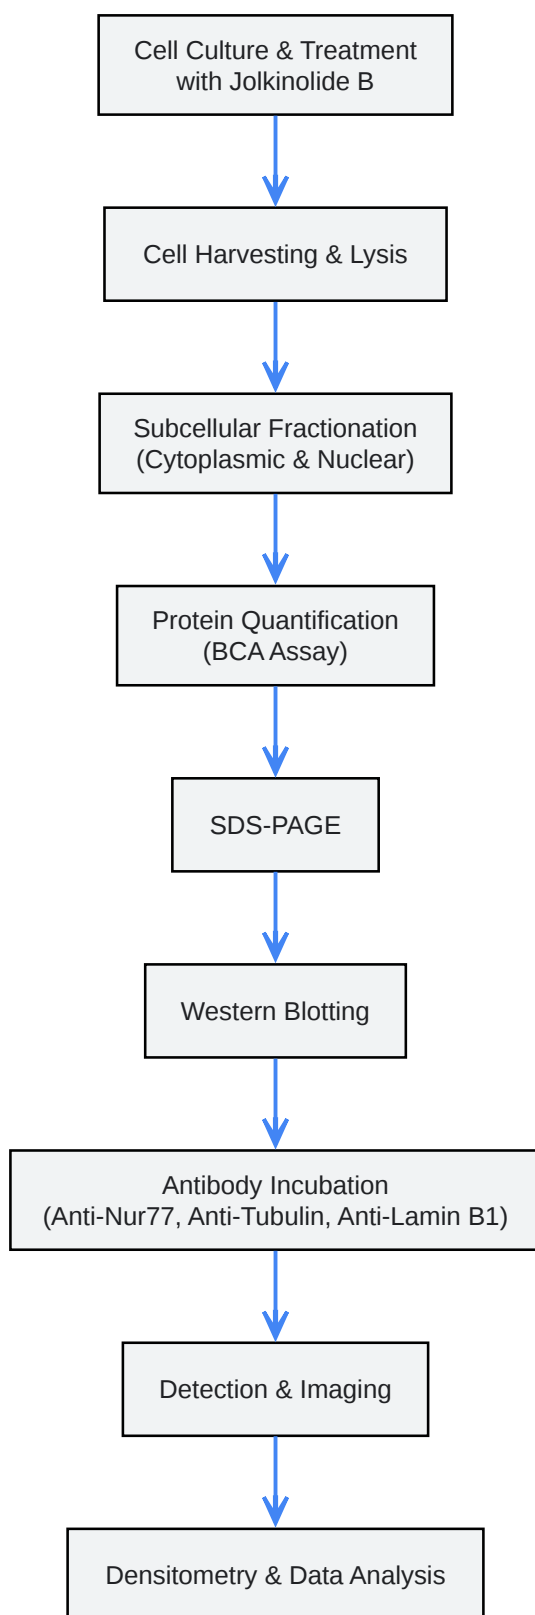 Cell Culture & Treatment
with Jolkinolide B
Cell Harvesting & Lysis
Subcellular Fractionation
(Cytoplasmic & Nuclear)
Protein Quantification
(BCA Assay)
SDS-PAGE
Western Blotting
Antibody Incubation
(Anti-Nur77, Anti-Tubulin, Anti-Lamin B1)
Detection & Imaging
Densitometry & Data Analysis